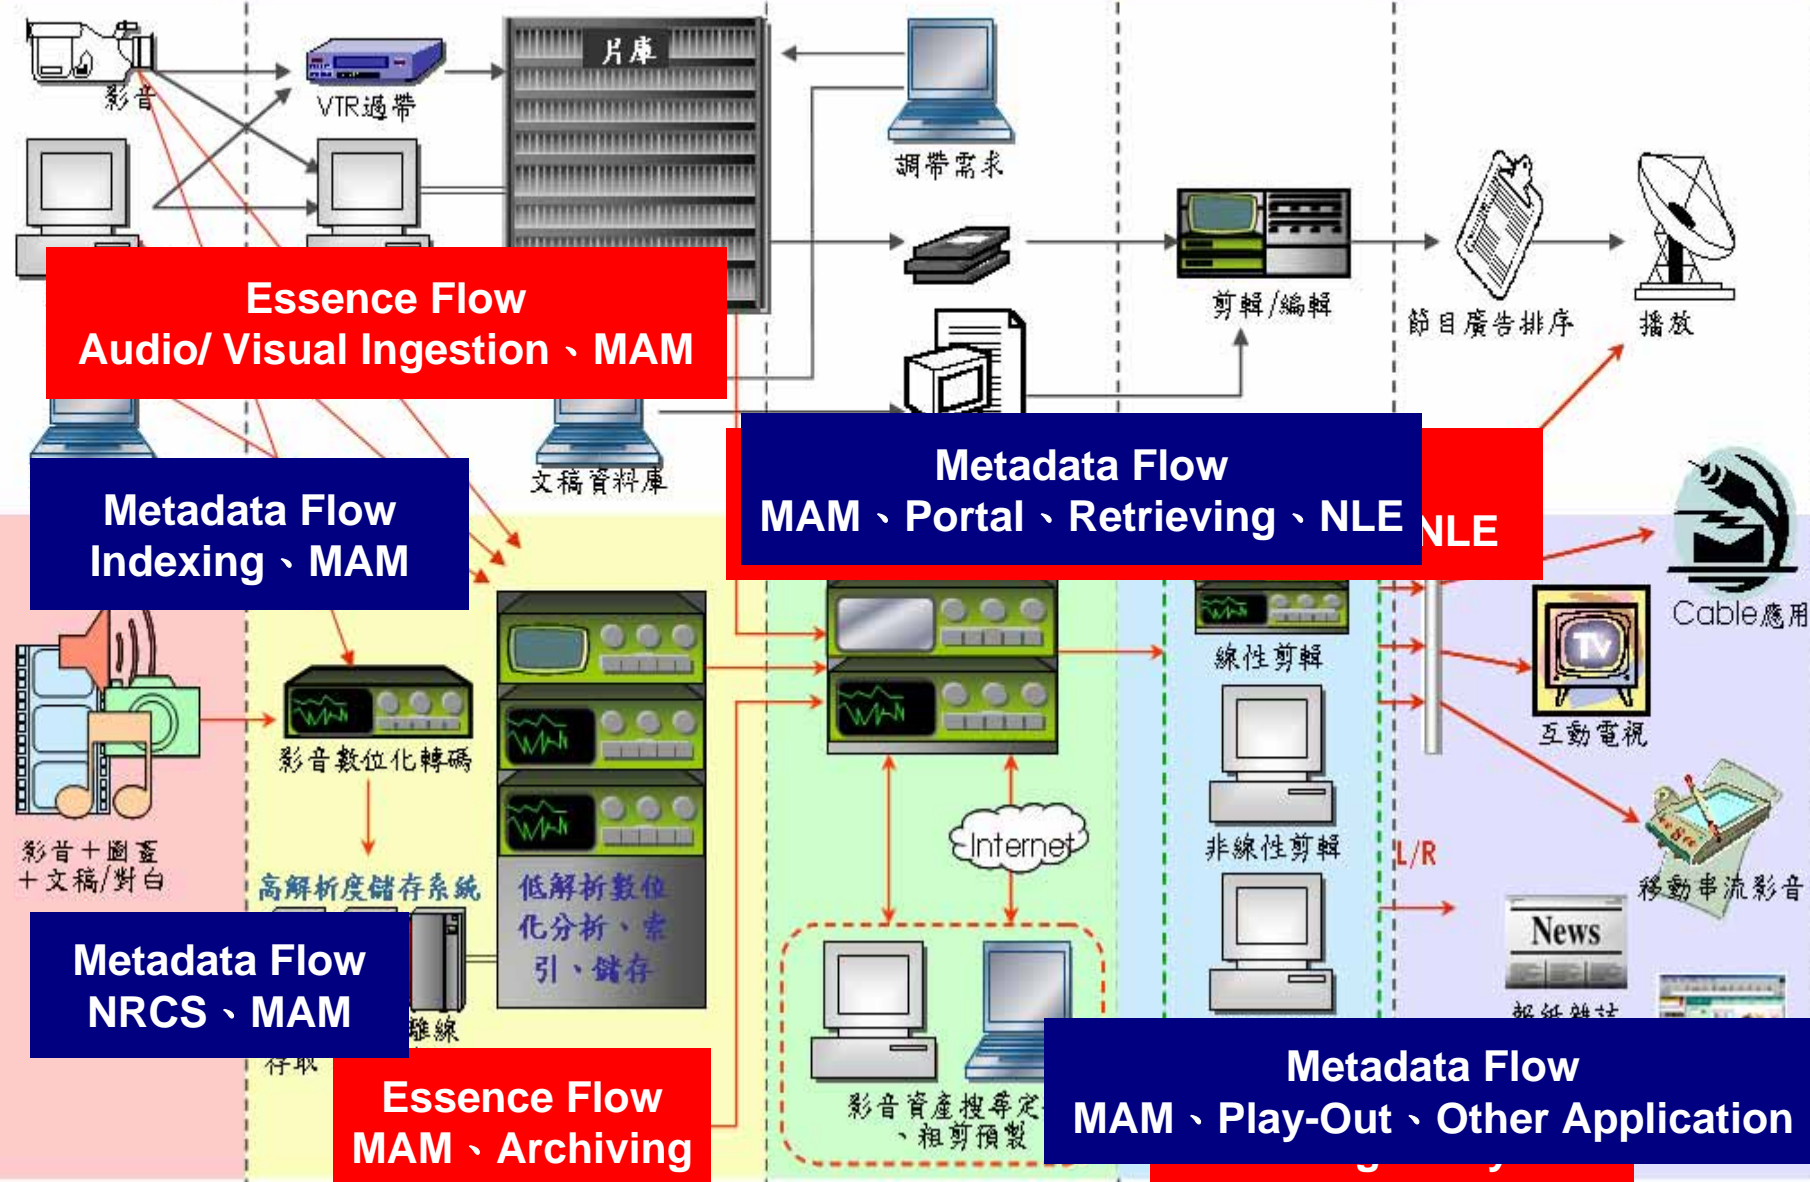 片庫
影音
VTR過帶
調帶需求
剪輯/編輯
節目廣告排序
播放
Essence Flow
Audio/ Visual Ingestion、MAM
文稿資料庫
Metadata Flow
MAM、Portal、Retrieving、NLE
NLE
Metadata Flow
Indexing、MAM
Cable應用
線性剪輯
互動電視
影音數位化轉碼
Internet
非線性剪輯
L/R
影音＋圖畫
＋文稿/對白
移動串流影音
高解析度儲存系統
低解析數位
化分析、索
引、儲存
News
報紙雜誌
Metadata Flow
NRCS、MAM
離線
存取
影音資產搜尋定
、粗剪預製
Metadata Flow
MAM、Play-Out、Other Application
Essence Flow
MAM、Archiving